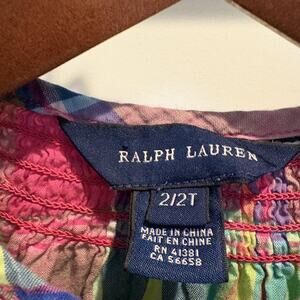 RALPH LAUREN
2/2T
MADE IN CHINA
FAIT EN CHINE
RN 41381
CA 56658